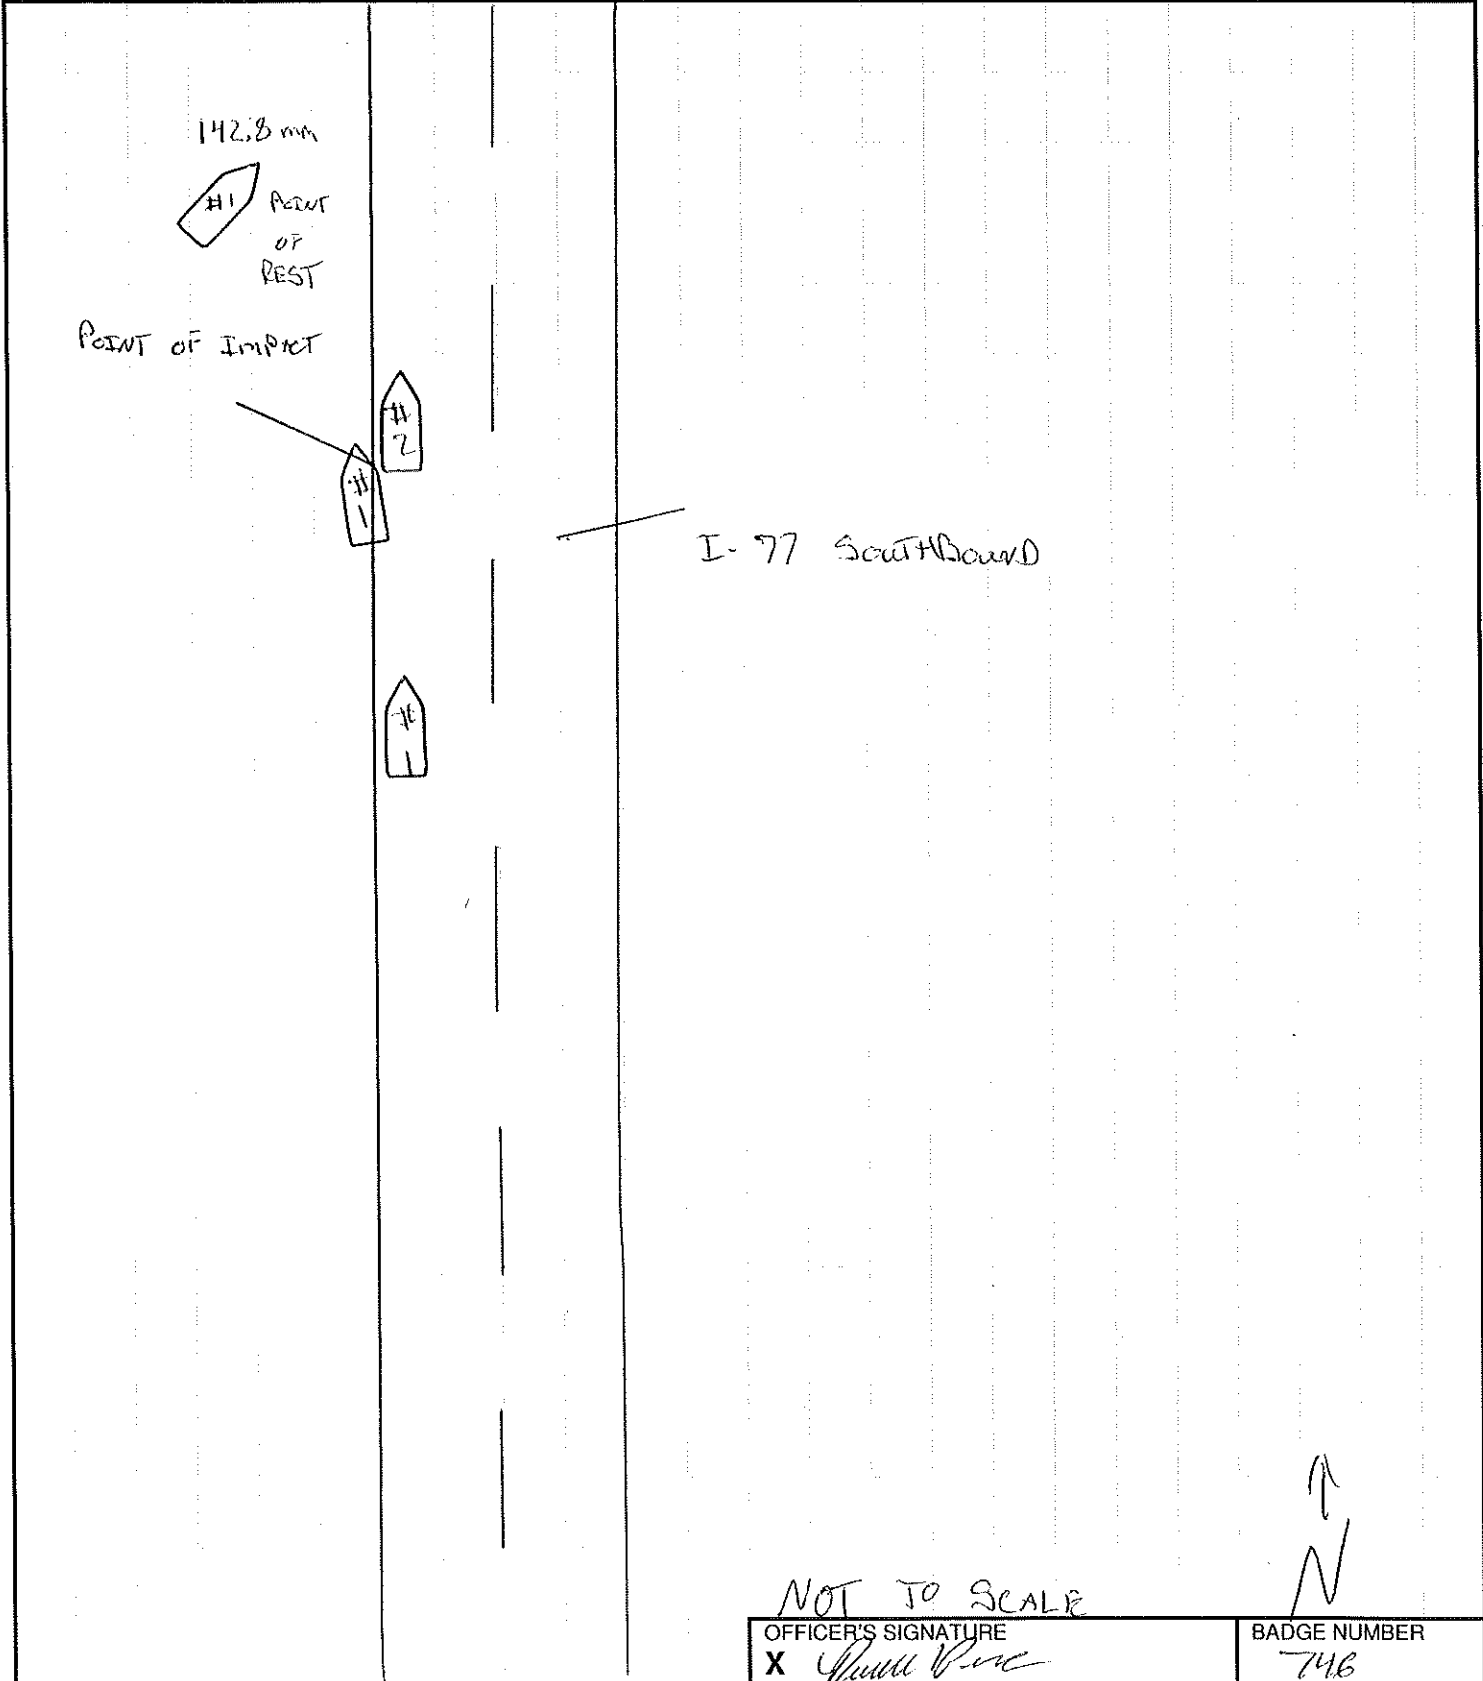 142.8 mm
#1
POINT
OF
REST
POINT OF IMPACT
#
2
#
1
I-77 SOUTHBOUND
#
1
N
NOT TO SCALE
OFFICER'S SIGNATURE
BADGE NUMBER
X
746